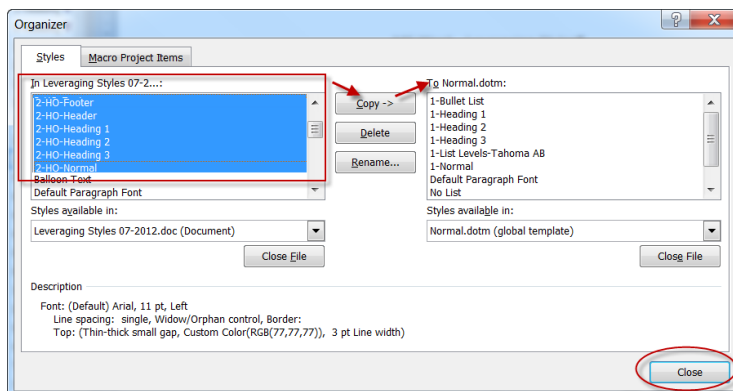 Organizer
Styles
Macro Project Items
In Leveraging Styles 07-2...:
2-HO-Footer
2-HO-Header
2-HO-Heading 1
2-HO-Heading 2
2-HO-Heading 3
2-HO-Normal
Balloon Text
Default Paragraph Font
Copy ->
Delete
Rename...
To Normal.dotm:
1-Bullet List
1-Heading 1
1-Heading 2
1-Heading 3
1-List Levels-Tahoma AB
1-Normal
Default Paragraph Font
No List
Styles available in:
Leveraging Styles 07-2012.doc (Document)
Close File
Styles available in:
Normal.dotm (global template)
Close File
Description
Font: (Default) Arial, 11 pt, Left
Line spacing: single, Widow/Orphan control, Border:
Top: (Thin-thick small gap, Custom Color(RGB(77,77,77)), 3 pt Line width)
Close